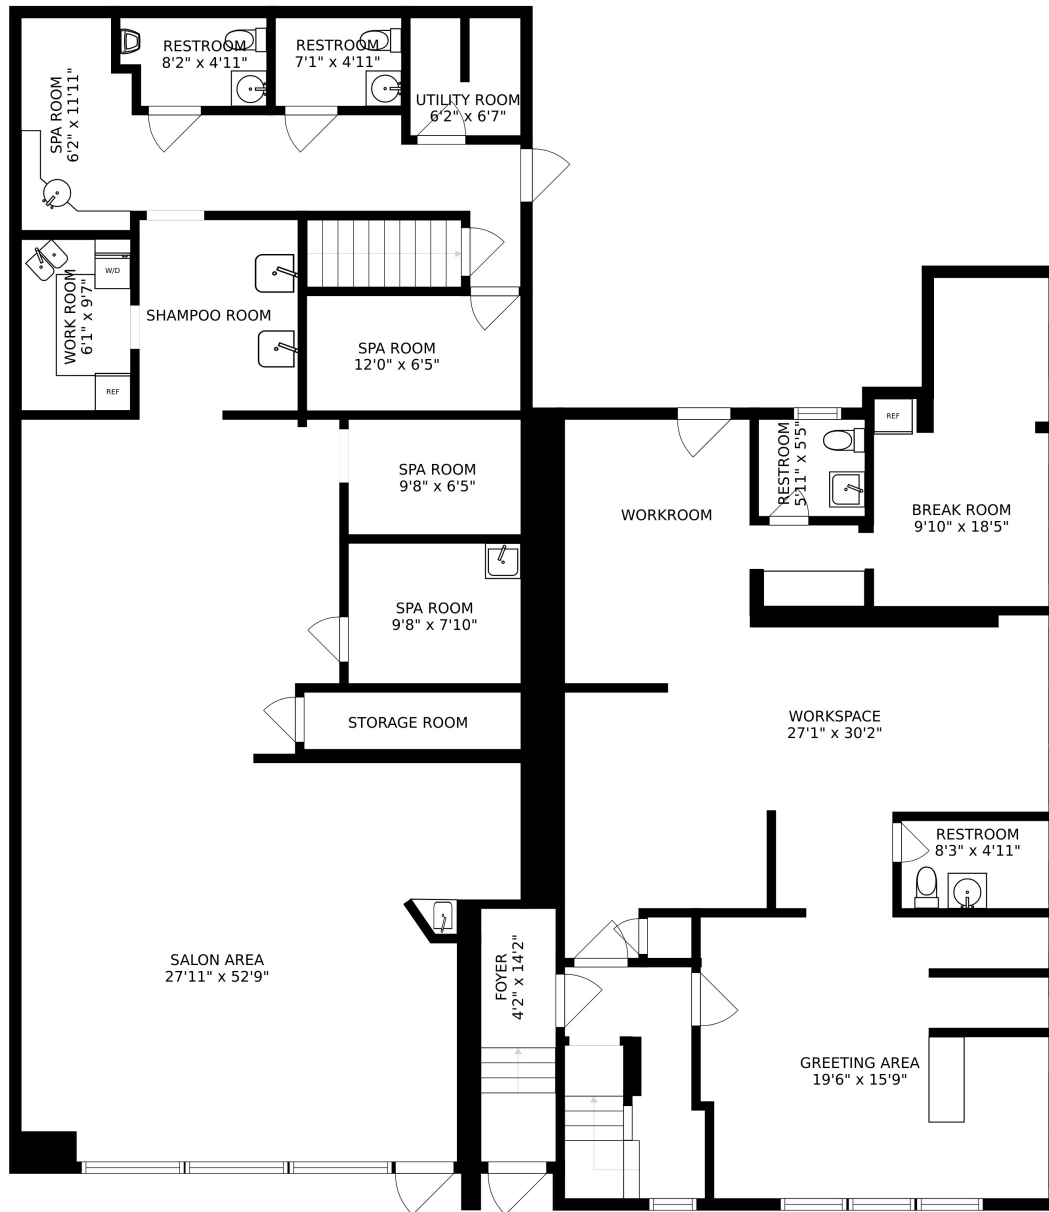 RESTROOM
8'2" x 4'11"
RESTROOM
7'1" x 4'11"
UTILITY ROOM
6'2" x 6'7"
SPA ROOM
6'2" x 11'11"
WORK ROOM
6'1" x 9'7"
W/D
REF
SHAMPOO ROOM
SPA ROOM
12'0" x 6'5"
SPA ROOM
9'8" x 6'5"
SPA ROOM
9'8" x 7'10"
STORAGE ROOM
SALON AREA
27'11" x 52'9"
FOYER
4'2" x 14'2"
WORKROOM
RESTROOM
5'11" x 5'5"
REF
BREAK ROOM
9'10" x 18'5"
WORKSPACE
27'1" x 30'2"
RESTROOM
8'3" x 4'11"
GREETING AREA
19'6" x 15'9"